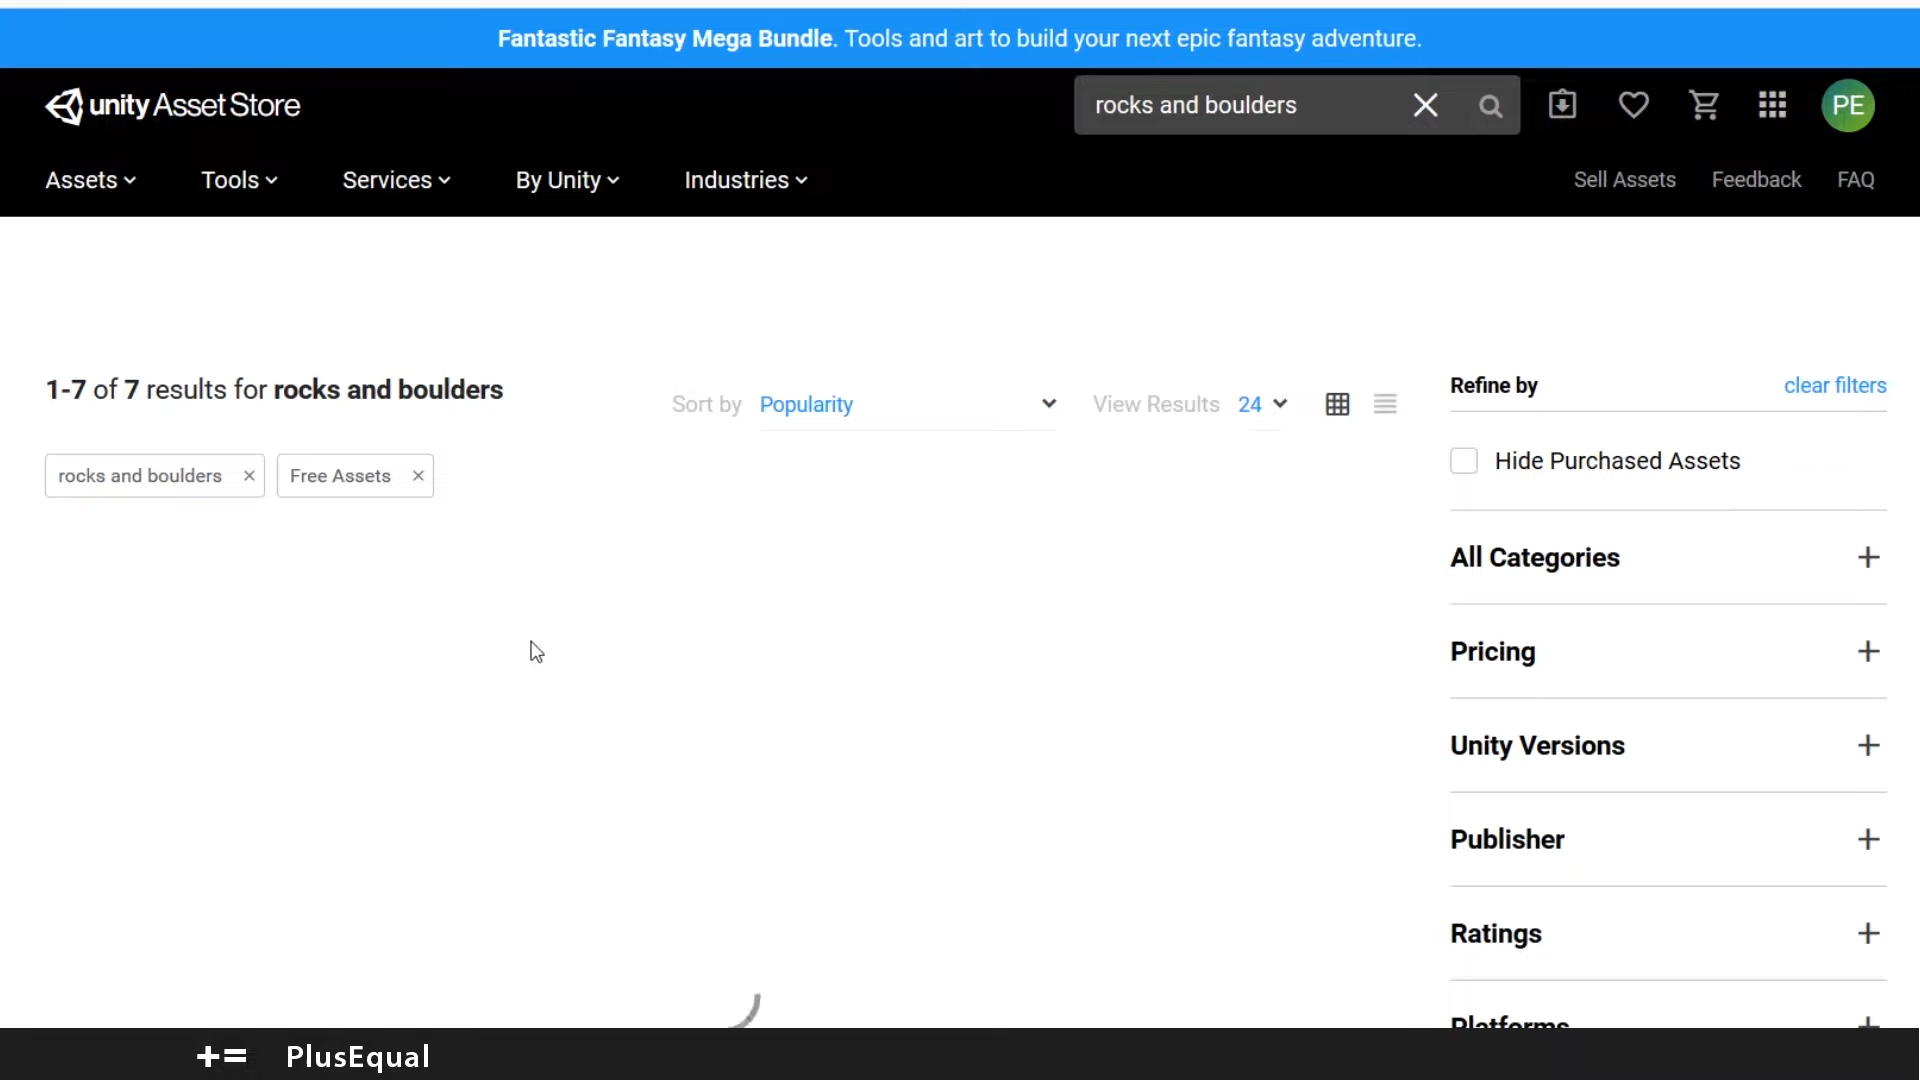 Fantastic Fantasy Mega Bundle. Tools and art to build your next epic fantasy adventure.
unity Asset Store
rocks and boulders
PE
Assets
Tools
Services
By Unity
Industries
Sell Assets
Feedback
FAQ
1-7 of 7 results for rocks and boulders
Sort by Popularity
View Results 24
Refine by
clear filters
rocks and boulders ×
Free Assets ×
Hide Purchased Assets
All Categories +
Pricing +
Unity Versions +
Publisher +
Ratings +
Platforms +
+= PlusEqual